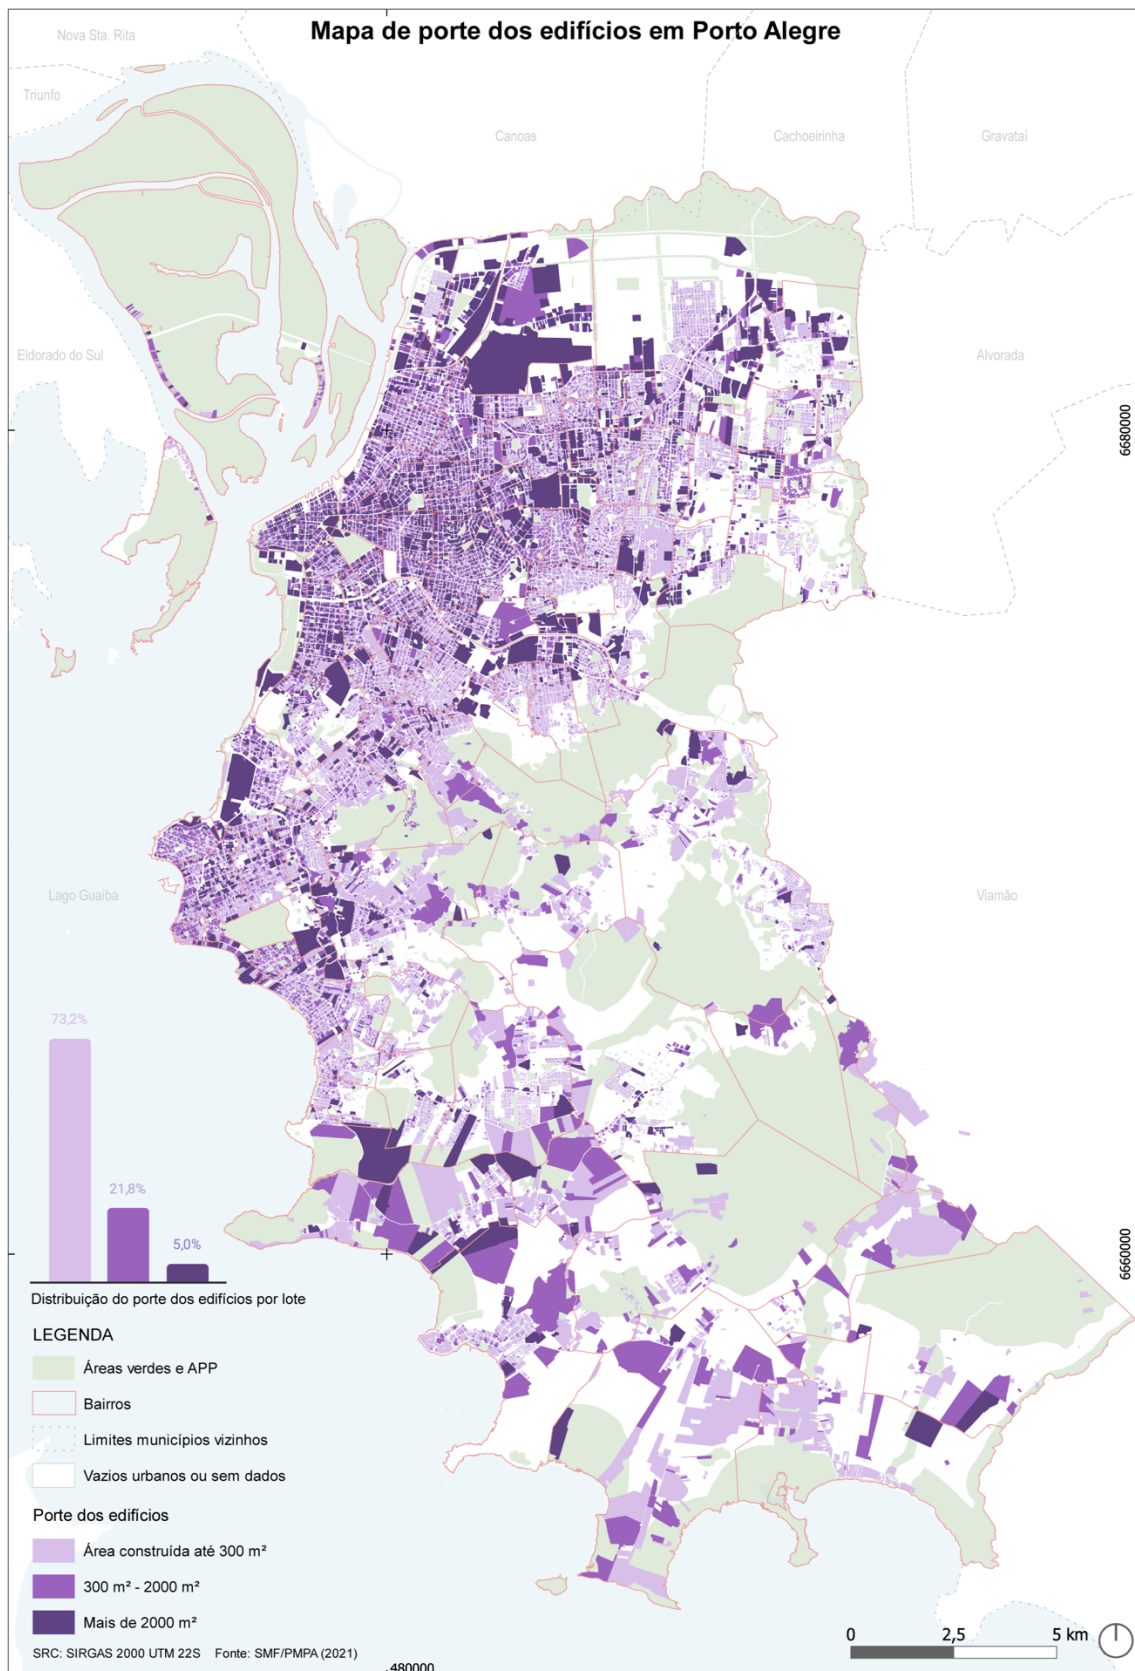 Mapa de porte dos edifícios em Porto Alegre
Nova Sta. Rita
Triunfo
Canoas
Cachoeirinha
Gravataí
Eldorado do Sul
Alvorada
6680000
Lago Guaíba
Viamão
73,2%
21,8%
5,0%
6660000
Distribuição do porte dos edifícios por lote
LEGENDA
Áreas verdes e APP
Bairros
Limites municípios vizinhos
Vazios urbanos ou sem dados
Porte dos edifícios
Área construída até 300 m²
300 m² - 2000 m²
Mais de 2000 m²
SRC: SIRGAS 2000 UTM 22S Fonte: SMF/PMPA (2021)
0 2,5 5 km
480000